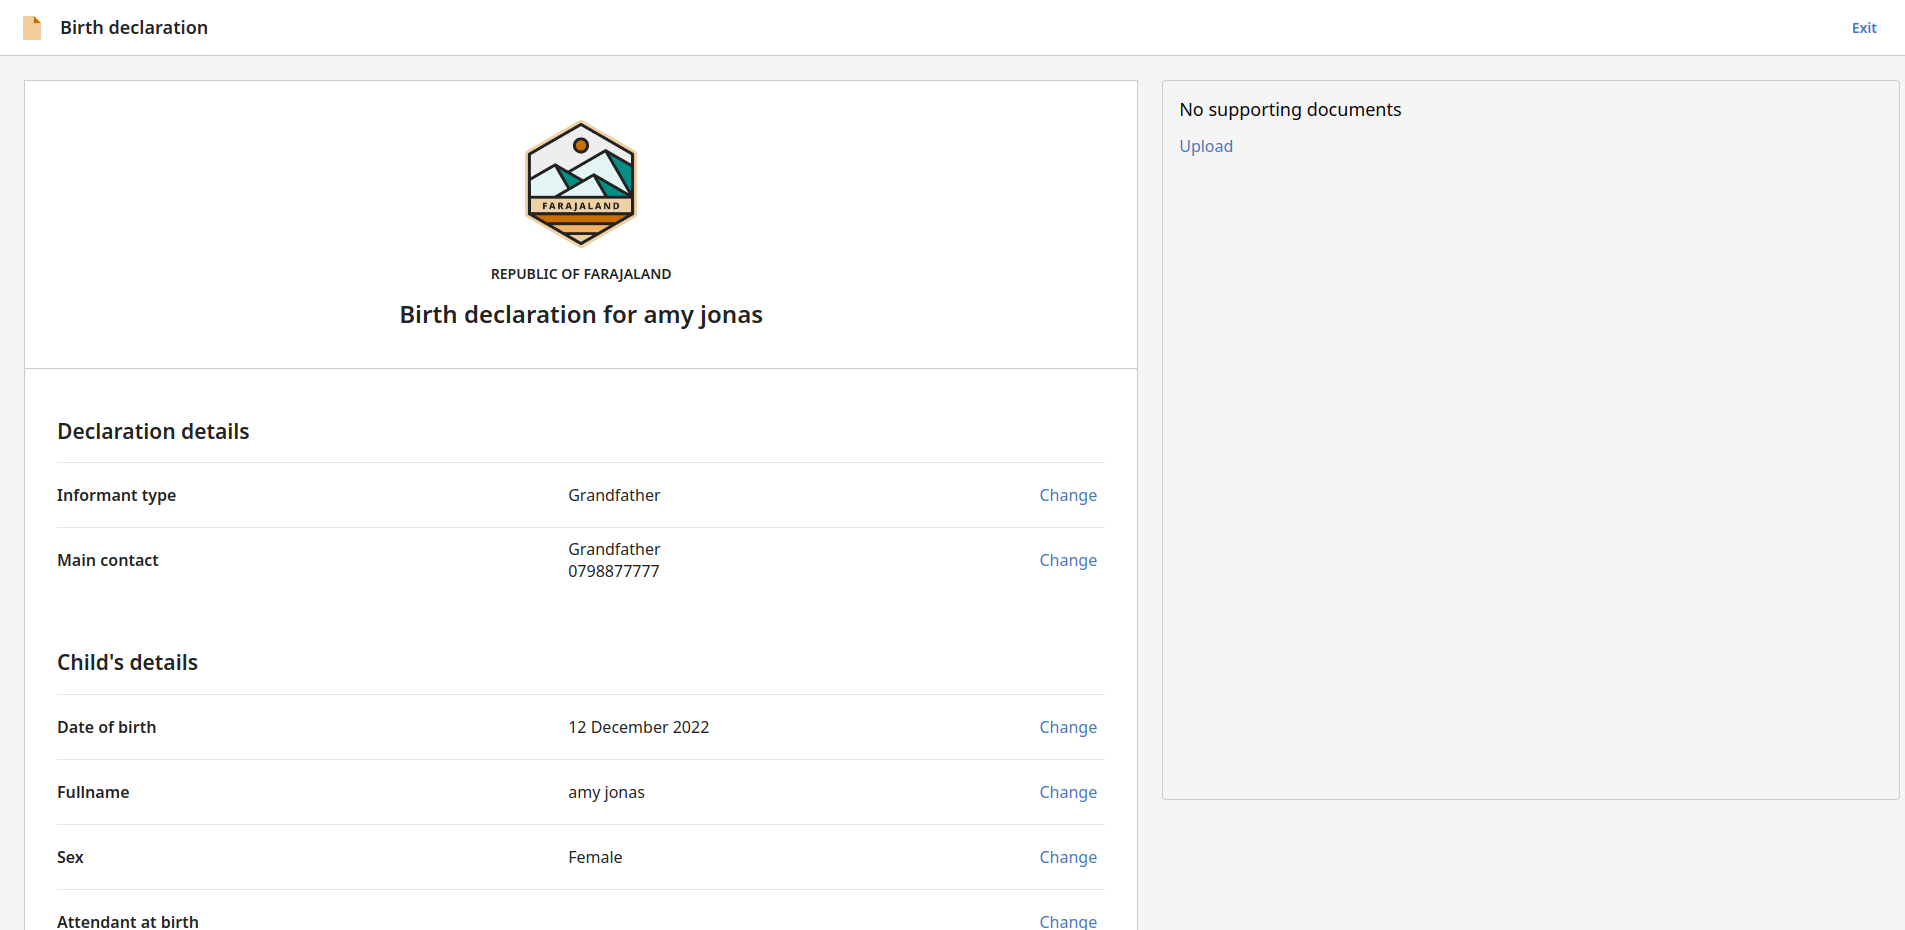 Birth declaration
Exit
FARAJALAND
REPUBLIC OF FARAJALAND
Birth declaration for amy jonas
Declaration details
Informant type Grandfather Change
Main contact Grandfather 0798877777 Change
Child's details
Date of birth 12 December 2022 Change
Fullname amy jonas Change
Sex Female Change
Attendant at birth Change
No supporting documents
Upload